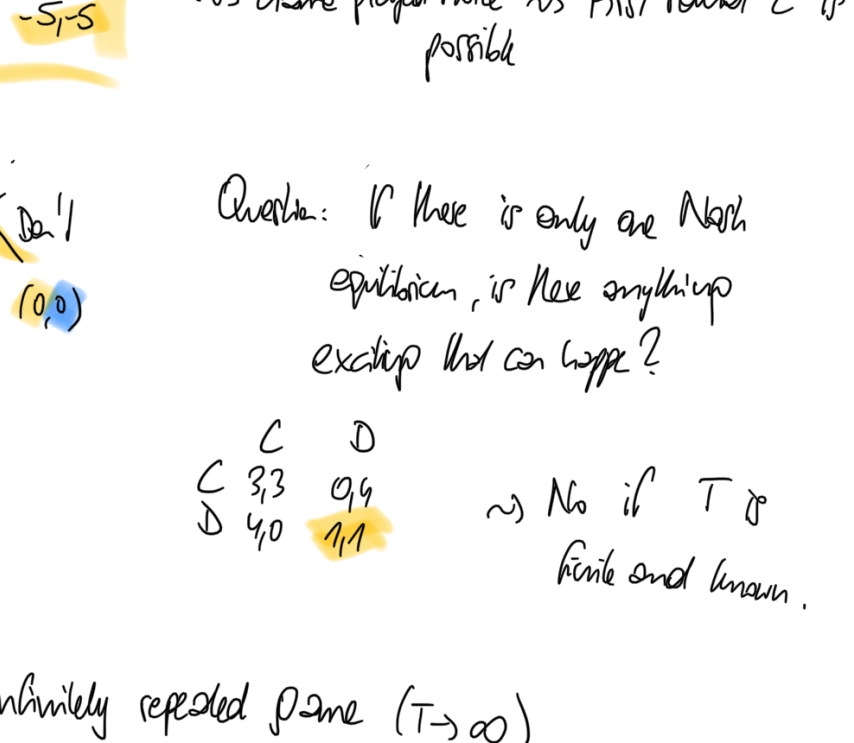 -5,-5
possible
Don't
(0,0)
Question: If there is only one Nash
equilibrium, is there anything
exciting that can happe?
C D
C 3,3 0,4
D 4,0 1,1
~> No if T is
finite and known.
infinitely repeated game (T→∞)